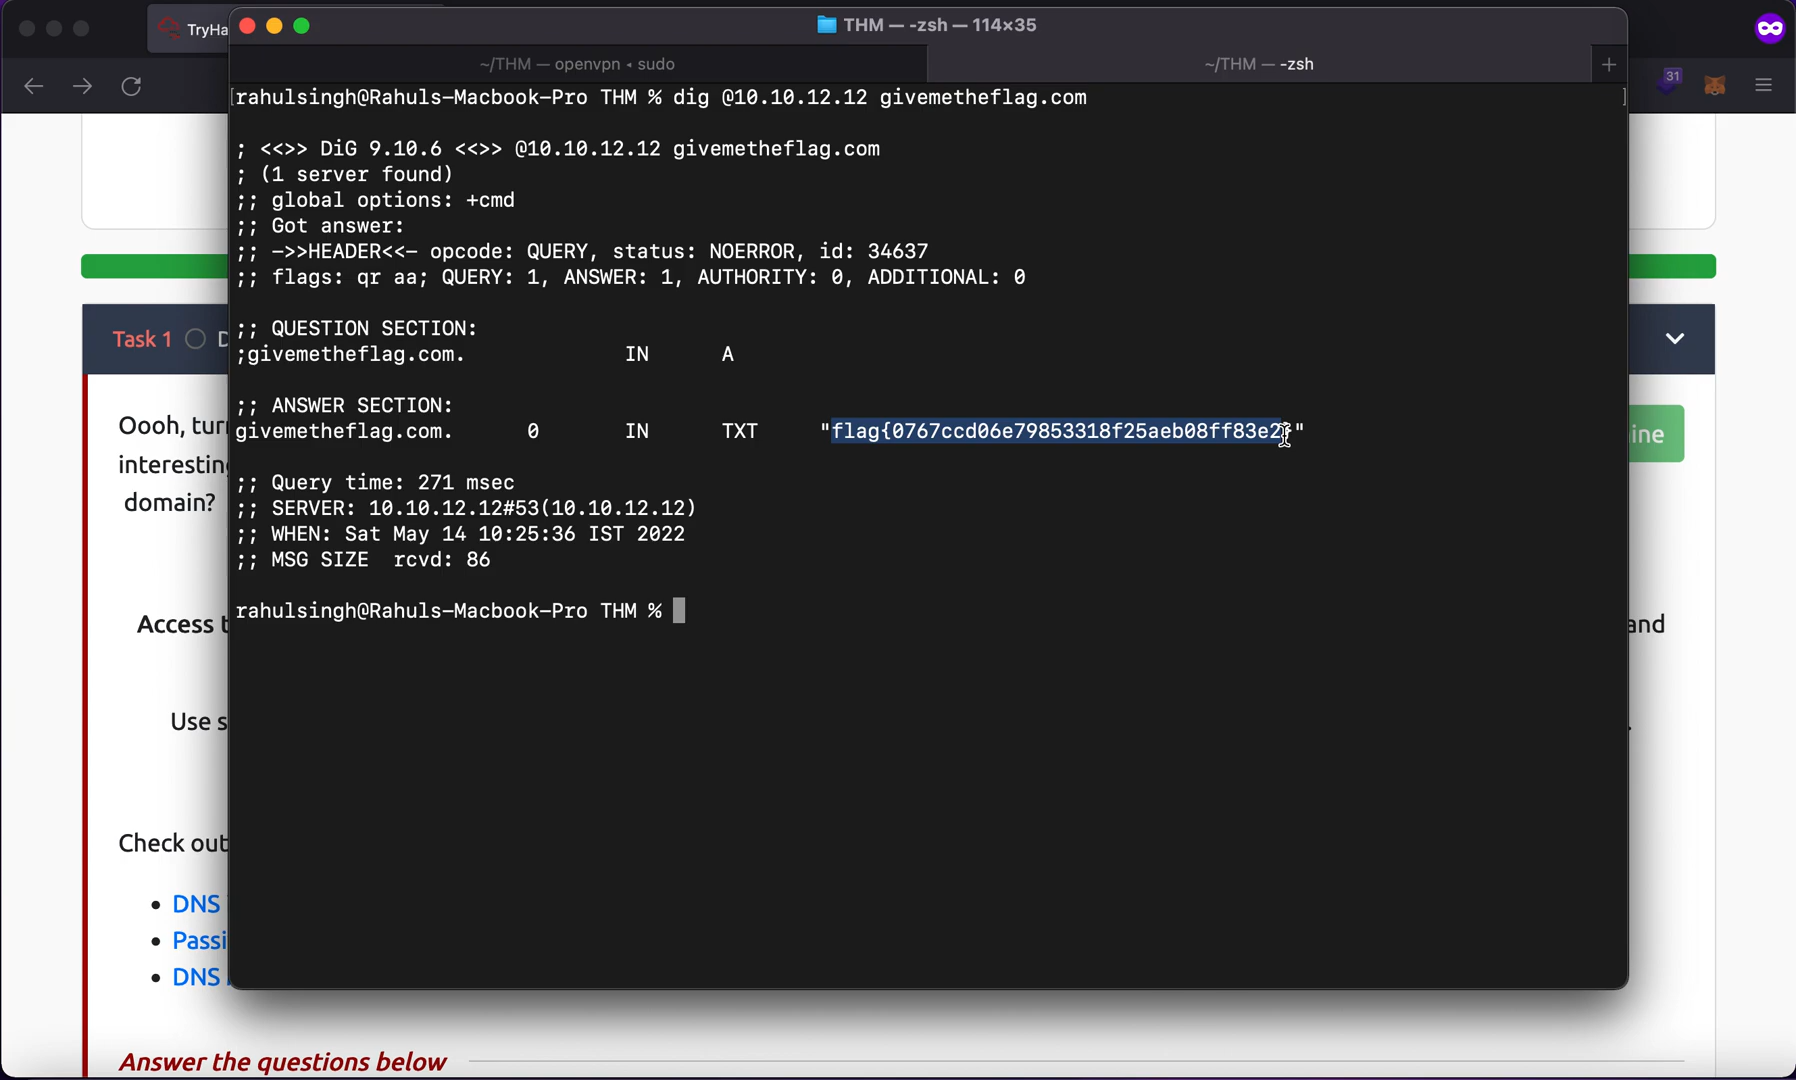 TryHa
THM — -zsh — 114×35
~/THM — openvpn ◂ sudo
~/THM — -zsh
+
31
[rahulsingh@Rahuls-Macbook-Pro THM % dig @10.10.12.12 givemetheflag.com ]
; <<>> DiG 9.10.6 <<>> @10.10.12.12 givemetheflag.com
; (1 server found)
;; global options: +cmd
;; Got answer:
;; ->>HEADER<<- opcode: QUERY, status: NOERROR, id: 34637
;; flags: qr aa; QUERY: 1, ANSWER: 1, AUTHORITY: 0, ADDITIONAL: 0
;; QUESTION SECTION:
;givemetheflag.com. IN A
;; ANSWER SECTION:
givemetheflag.com. 0 IN TXT "flag{0767ccd06e79853318f25aeb08ff83e2}"
;; Query time: 271 msec
;; SERVER: 10.10.12.12#53(10.10.12.12)
;; WHEN: Sat May 14 10:25:36 IST 2022
;; MSG SIZE rcvd: 86
rahulsingh@Rahuls-Macbook-Pro THM %
Task 1 D
Oooh, turn
ine
interesting
domain?
Access t
and
Use s
.
Check out
DNS
Passi
DNS
Answer the questions below